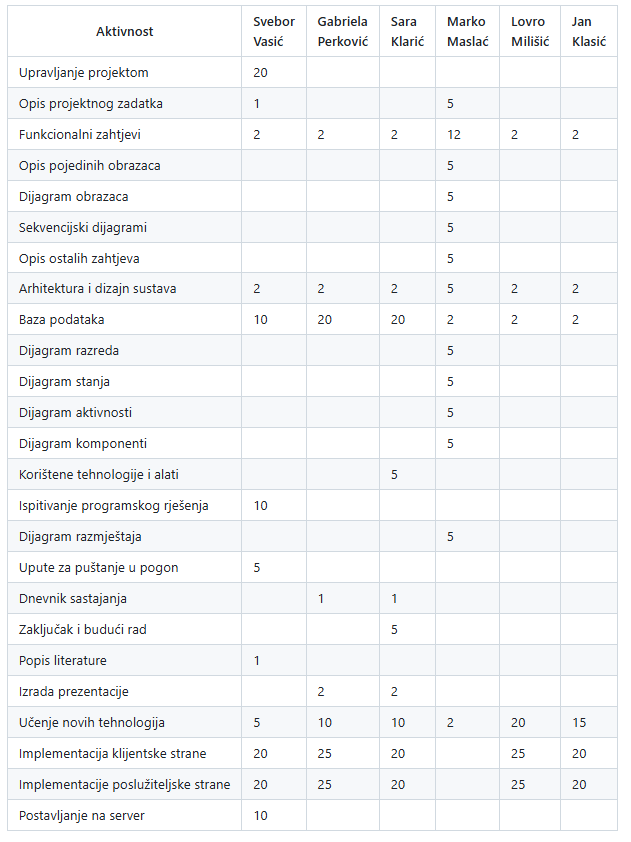 Aktivnost Svebor Vasić Gabriela Perković Sara Klarić Marko Maslać Lovro Milišić Jan Klasić
Upravljanje projektom 20
Opis projektnog zadatka 1 5
Funkcionalni zahtjevi 2 2 2 12 2 2
Opis pojedinih obrazaca 5
Dijagram obrazaca 5
Sekvencijski dijagrami 5
Opis ostalih zahtjeva 5
Arhitektura i dizajn sustava 2 2 2 5 2 2
Baza podataka 10 20 20 2 2 2
Dijagram razreda 5
Dijagram stanja 5
Dijagram aktivnosti 5
Dijagram komponenti 5
Korištene tehnologije i alati 5
Ispitivanje programskog rješenja 10
Dijagram razmještaja 5
Upute za puštanje u pogon 5
Dnevnik sastajanja 1 1
Zaključak i budući rad 5
Popis literature 1
Izrada prezentacije 2 2
Učenje novih tehnologija 5 10 10 2 20 15
Implementacija klijentske strane 20 25 20 25 20
Implementacije poslužiteljske strane 20 25 20 25 20
Postavljanje na server 10